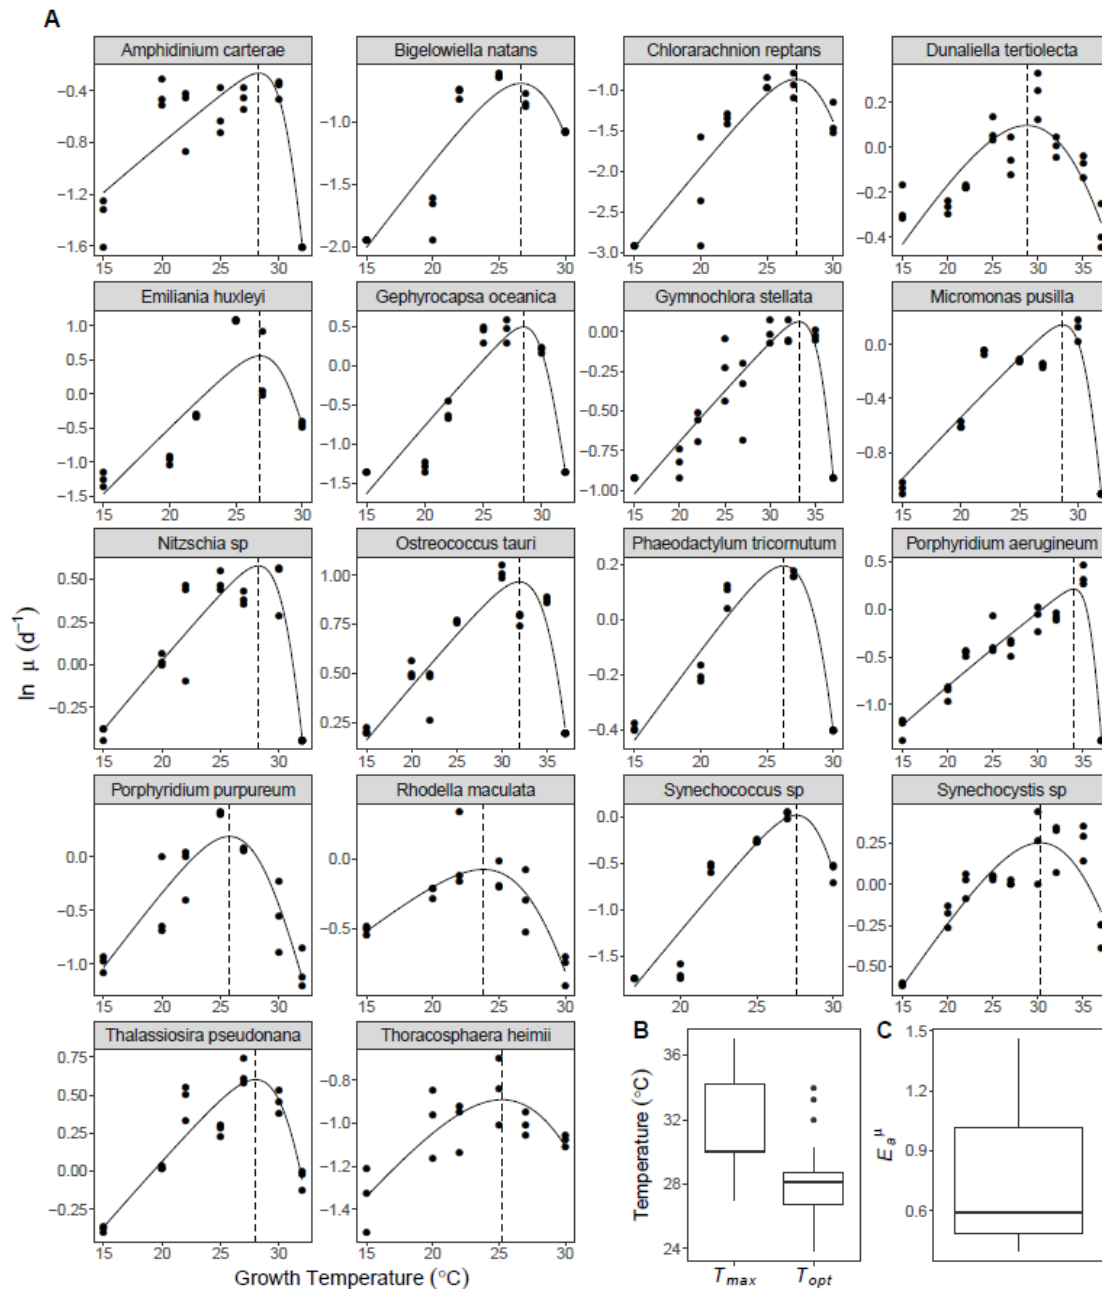 A
Amphidinium carterae
Bigelowiella natans
Chlorarachnion reptans
Dunaliella tertiolecta
−0.4
−0.8
−1.2
−1.6
15 20 25 30
−1.0
−1.5
−2.0
15 20 25 30
−1.0
−1.5
−2.0
−2.5
−3.0
15 20 25 30
0.2
0.0
−0.2
−0.4
15 20 25 30 35
Emiliania huxleyi
Gephyrocapsa oceanica
Gymnochlora stellata
Micromonas pusilla
1.0
0.5
0.0
−0.5
−1.0
−1.5
15 20 25 30
0.5
0.0
−0.5
−1.0
−1.5
15 20 25 30
0.00
−0.25
−0.50
−0.75
−1.00
15 20 25 30 35
0.0
−0.4
−0.8
15 20 25 30
Nitzschia sp
Ostreococcus tauri
Phaeodactylum tricornutum
Porphyridium aerugineum
0.50
0.25
0.00
−0.25
15 20 25 30
1.00
0.75
0.50
0.25
15 20 25 30 35
0.2
0.0
−0.2
−0.4
15 20 25 30
0.5
0.0
−0.5
−1.0
15 20 25 30 35
ln μ (d⁻¹)
Porphyridium purpureum
Rhodella maculata
Synechococcus sp
Synechocystis sp
0.0
−0.5
−1.0
15 20 25 30
0.0
−0.5
15 20 25 30
0.0
−0.5
−1.0
−1.5
20 25 30
0.25
0.00
−0.25
−0.50
15 20 25 30 35
Thalassiosira pseudonana
Thoracosphaera heimii
0.75
0.50
0.25
0.00
−0.25
15 20 25 30
−0.8
−1.0
−1.2
−1.4
15 20 25 30
Growth Temperature (°C)
B
Temperature (°C)
36
32
28
24
Tmax Topt
C
Eaμ
1.5
1.2
0.9
0.6